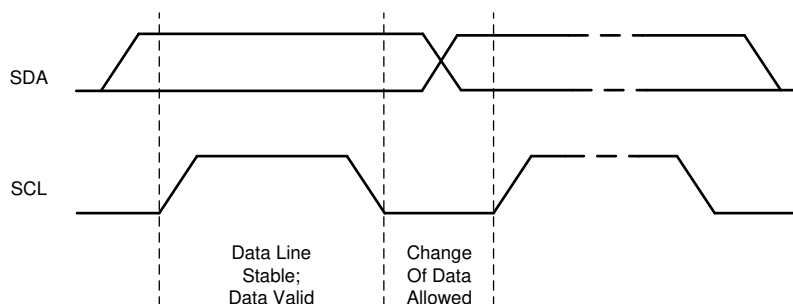 SDA
SCL
Data Line
Stable;
Data Valid
Change
Of Data
Allowed